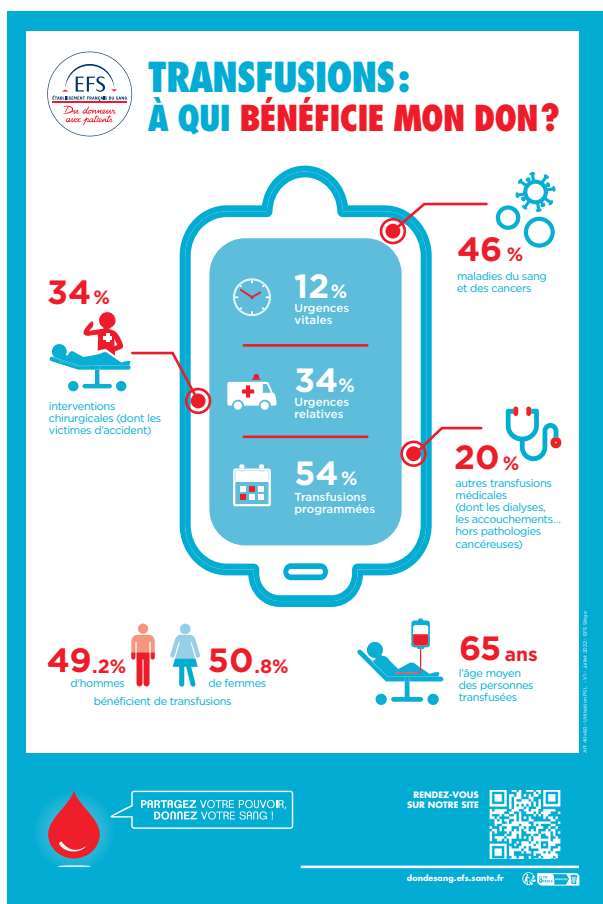 EFS
ÉTABLISSEMENT FRANÇAIS DU SANG
Du donneur
aux patients
TRANSFUSIONS :
À QUI BÉNÉFICIE MON DON ?
46 %
maladies du sang
et des cancers
34 %
interventions
chirurgicales (dont les
victimes d'accident)
12 %
Urgences
vitales
34 %
Urgences
relatives
54 %
Transfusions
programmées
20 %
autres transfusions
médicales
(dont les dialyses,
les accouchements...
hors pathologies
cancéreuses)
49.2%
d'hommes
50.8%
de femmes
bénéficient de transfusions
65 ans
l'âge moyen
des personnes
transfusées
PARTAGEZ VOTRE POUVOIR,
DONNEZ VOTRE SANG !
RENDEZ-VOUS
SUR NOTRE SITE
dondesang.efs.sante.fr